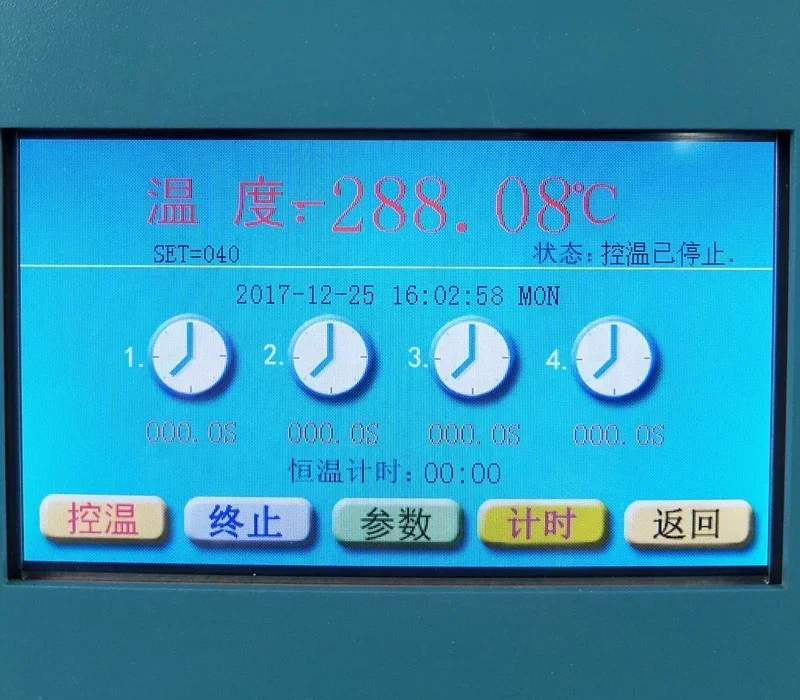 温 度:-288.08℃
SET=040 状态:控温已停止.
2017-12-25 16:02:58 MON
1. 2. 3. 4.
000.0S 000.0S 000.0S 000.0S
恒温计时:00:00
控温 终止 参数 计时 返回